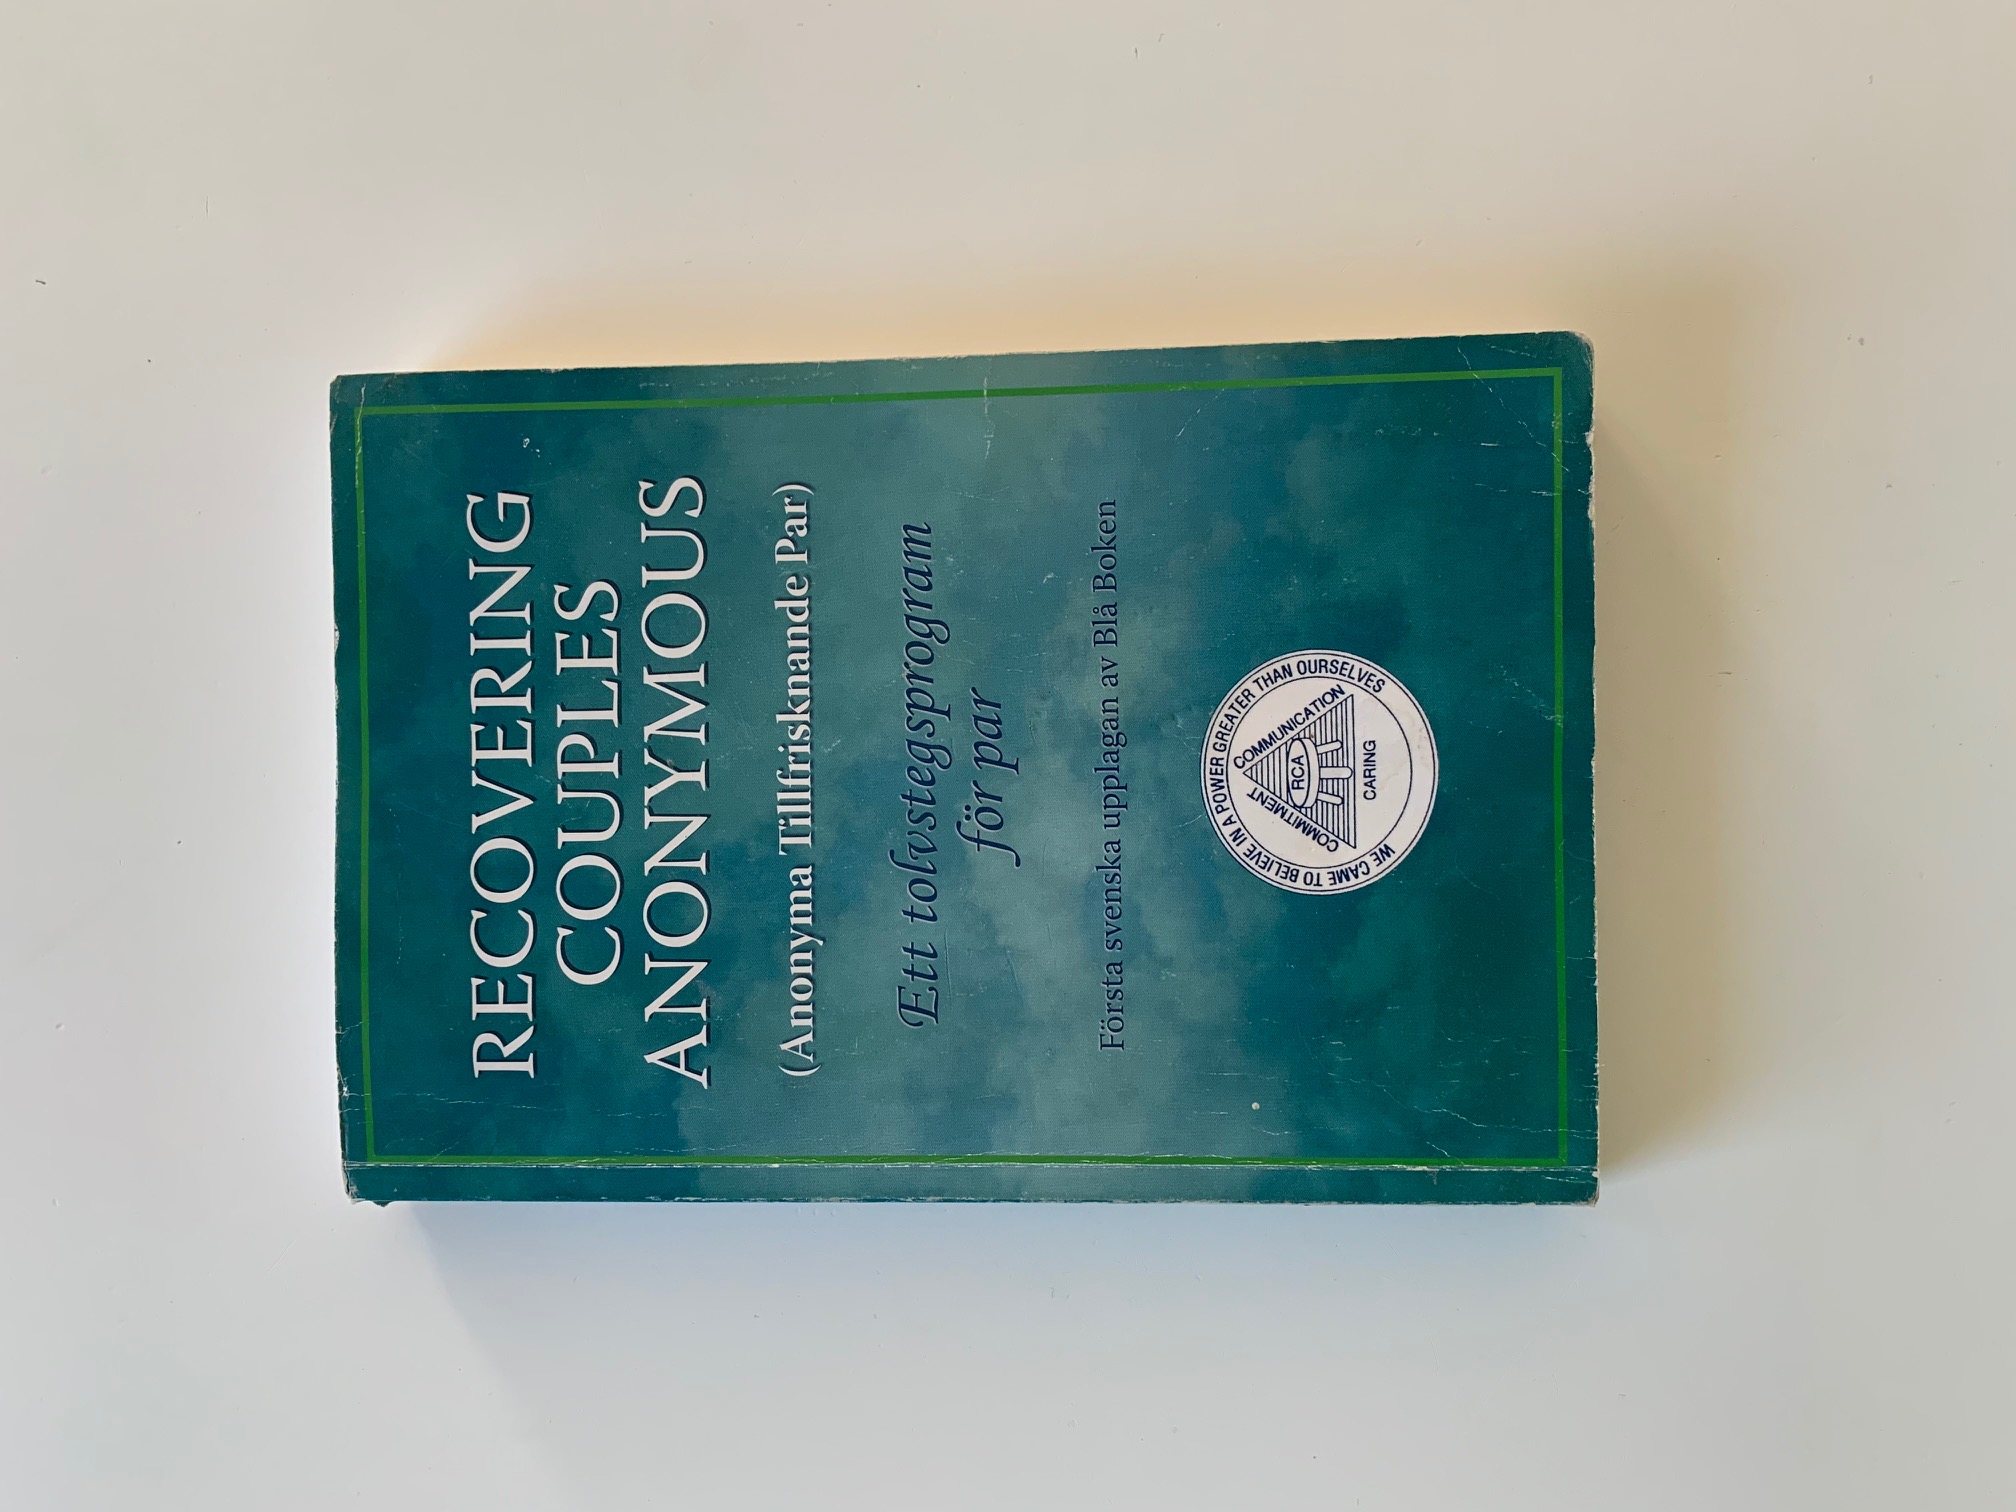 RECOVERING
COUPLES
ANONYMOUS
(Anonyma Tillfrisknande Par)
Ett tolvstegsprogram
för par
Första svenska upplagan av Blå Boken
WE CAME TO BELIEVE IN A POWER GREATER THAN OURSELVES
COMMITMENT
COMMUNICATION
RCA
CARING